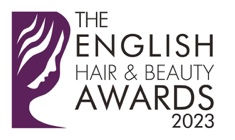 THE
ENGLISH
HAIR & BEAUTY
AWARDS
2023